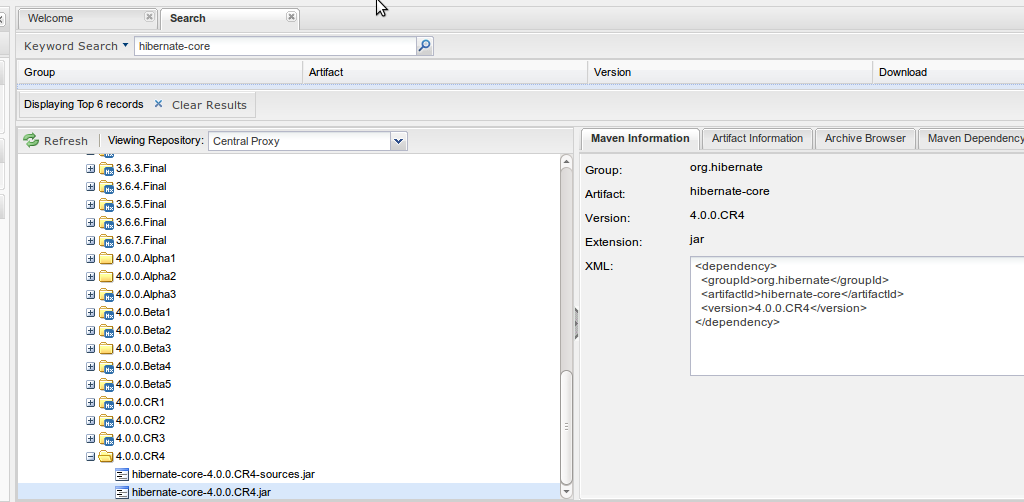 Welcome
Search
Keyword Search
hibernate-core
Group
Artifact
Version
Download
Displaying Top 6 records
Clear Results
Refresh
Viewing Repository:
Central Proxy
3.6.3.Final
3.6.4.Final
3.6.5.Final
3.6.6.Final
3.6.7.Final
4.0.0.Alpha1
4.0.0.Alpha2
4.0.0.Alpha3
4.0.0.Beta1
4.0.0.Beta2
4.0.0.Beta3
4.0.0.Beta4
4.0.0.Beta5
4.0.0.CR1
4.0.0.CR2
4.0.0.CR3
4.0.0.CR4
hibernate-core-4.0.0.CR4-sources.jar
hibernate-core-4.0.0.CR4.jar
Maven Information
Artifact Information
Archive Browser
Maven Dependency
Group:
org.hibernate
Artifact:
hibernate-core
Version:
4.0.0.CR4
Extension:
jar
XML:
<dependency>
<groupId>org.hibernate</groupId>
<artifactId>hibernate-core</artifactId>
<version>4.0.0.CR4</version>
</dependency>